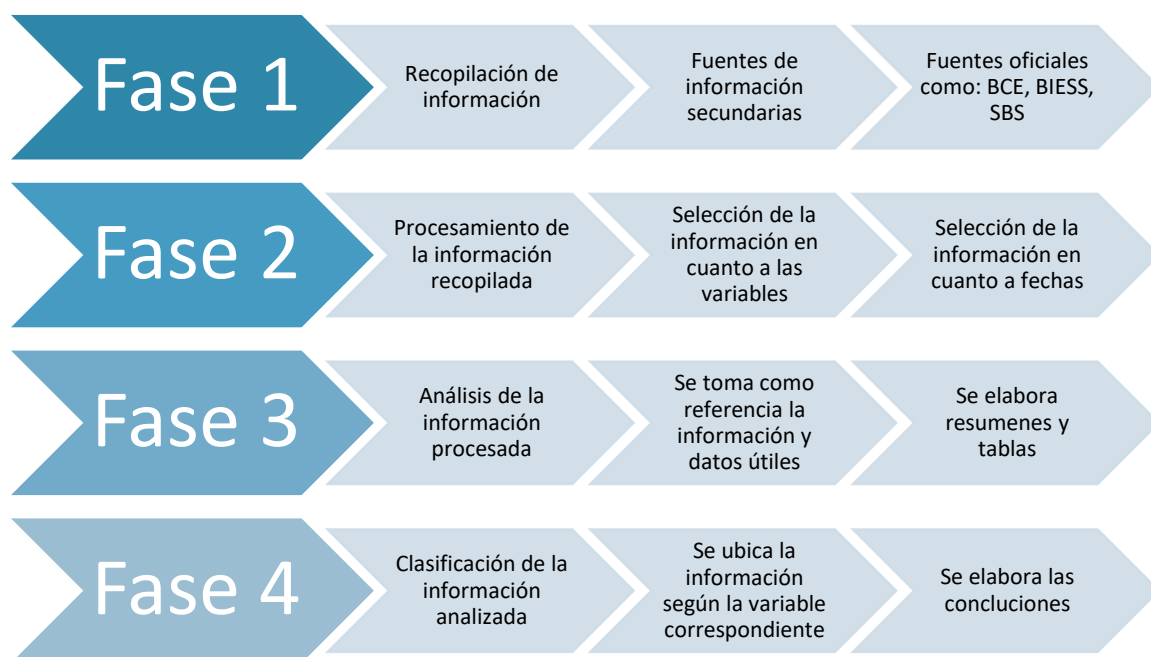 Fase 1
Recopilación de
información
Fuentes de
información
secundarias
Fuentes oficiales
como: BCE, BIESS,
SBS
Fase 2
Procesamiento de
la información
recopilada
Selección de la
información en
cuanto a las
variables
Selección de la
información en
cuanto a fechas
Fase 3
Análisis de la
información
procesada
Se toma como
referencia la
información y
datos útiles
Se elabora
resumenes y
tablas
Fase 4
Clasificación de la
información
analizada
Se ubica la
información
según la variable
correspondiente
Se elabora las
concluciones